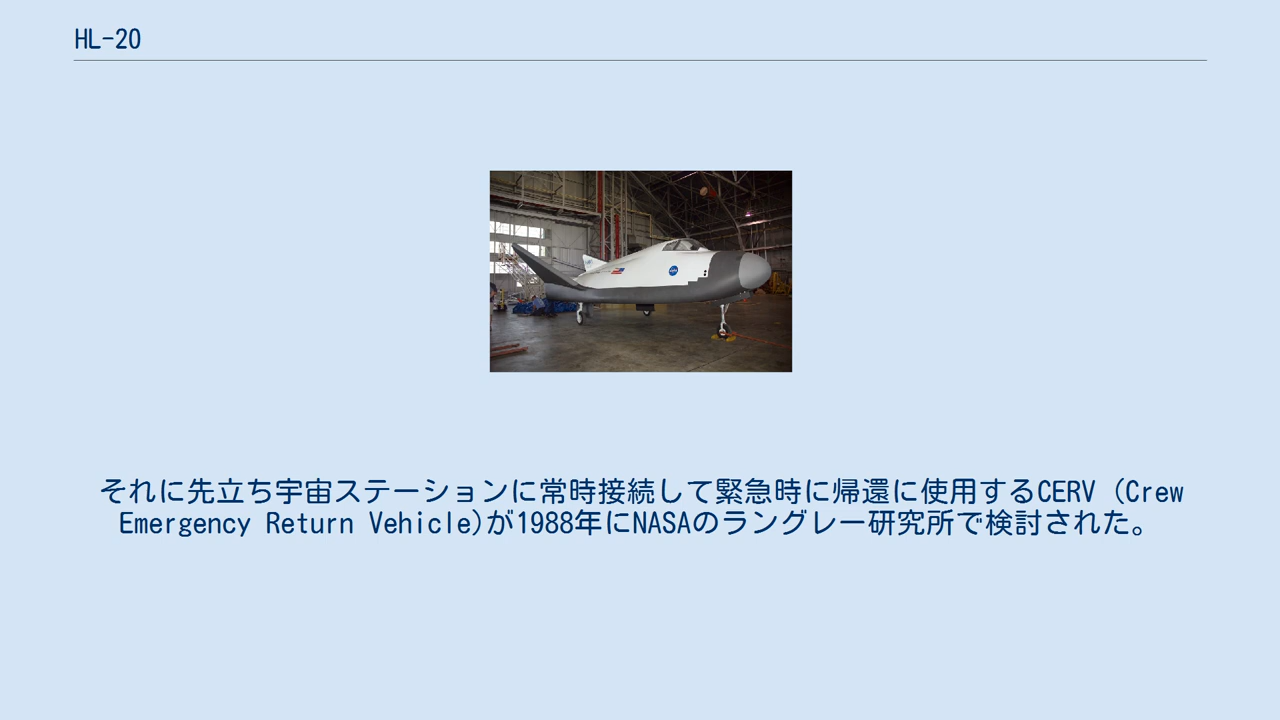 HL-20
それに先立ち宇宙ステーションに常時接続して緊急時に帰還に使用するCERV (Crew
Emergency Return Vehicle)が1988年にNASAのラングレー研究所で検討された。